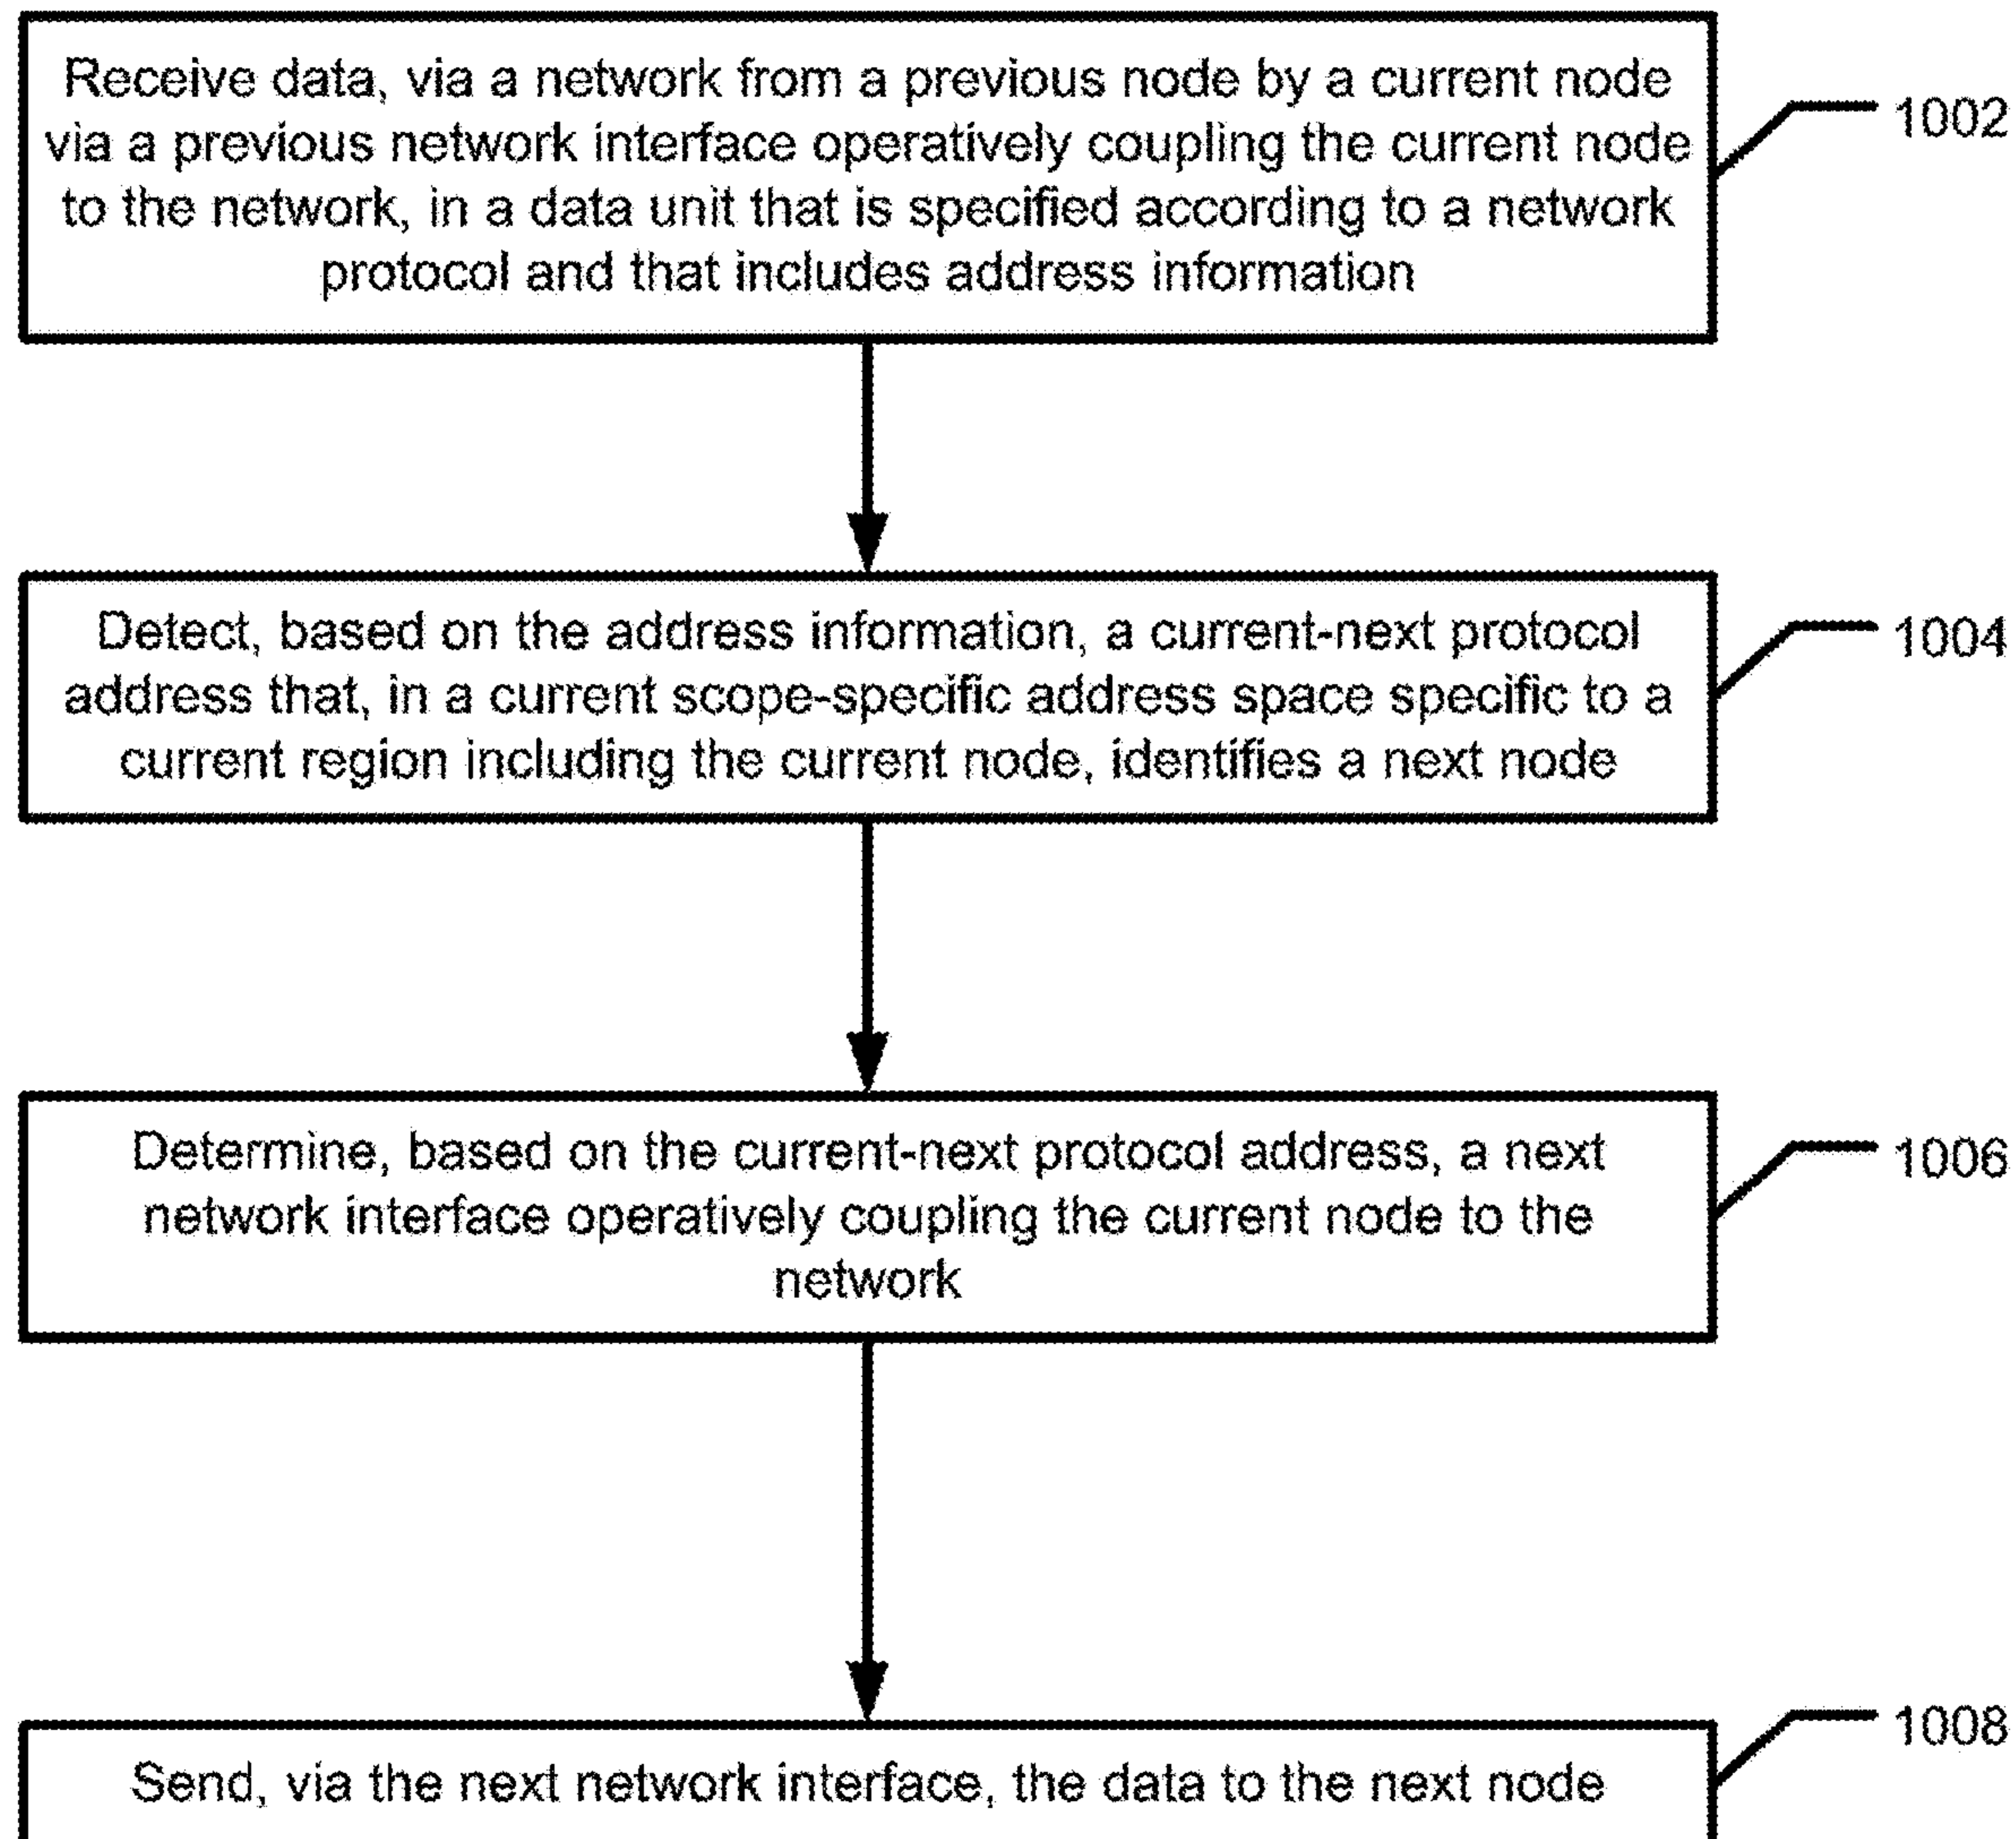 Receive data, via a network from a previous node by a current node
via a previous network interface operatively coupling the current node
to the network, in a data unit that is specified according to a network
protocol and that includes address information
1002
Detect, based on the address information, a current-next protocol
address that, in a current scope-specific address space specific to a
current region including the current node, identifies a next node
1004
Determine, based on the current-next protocol address, a next
network interface operatively coupling the current node to the
network
1006
Send, via the next network interface, the data to the next node
1008